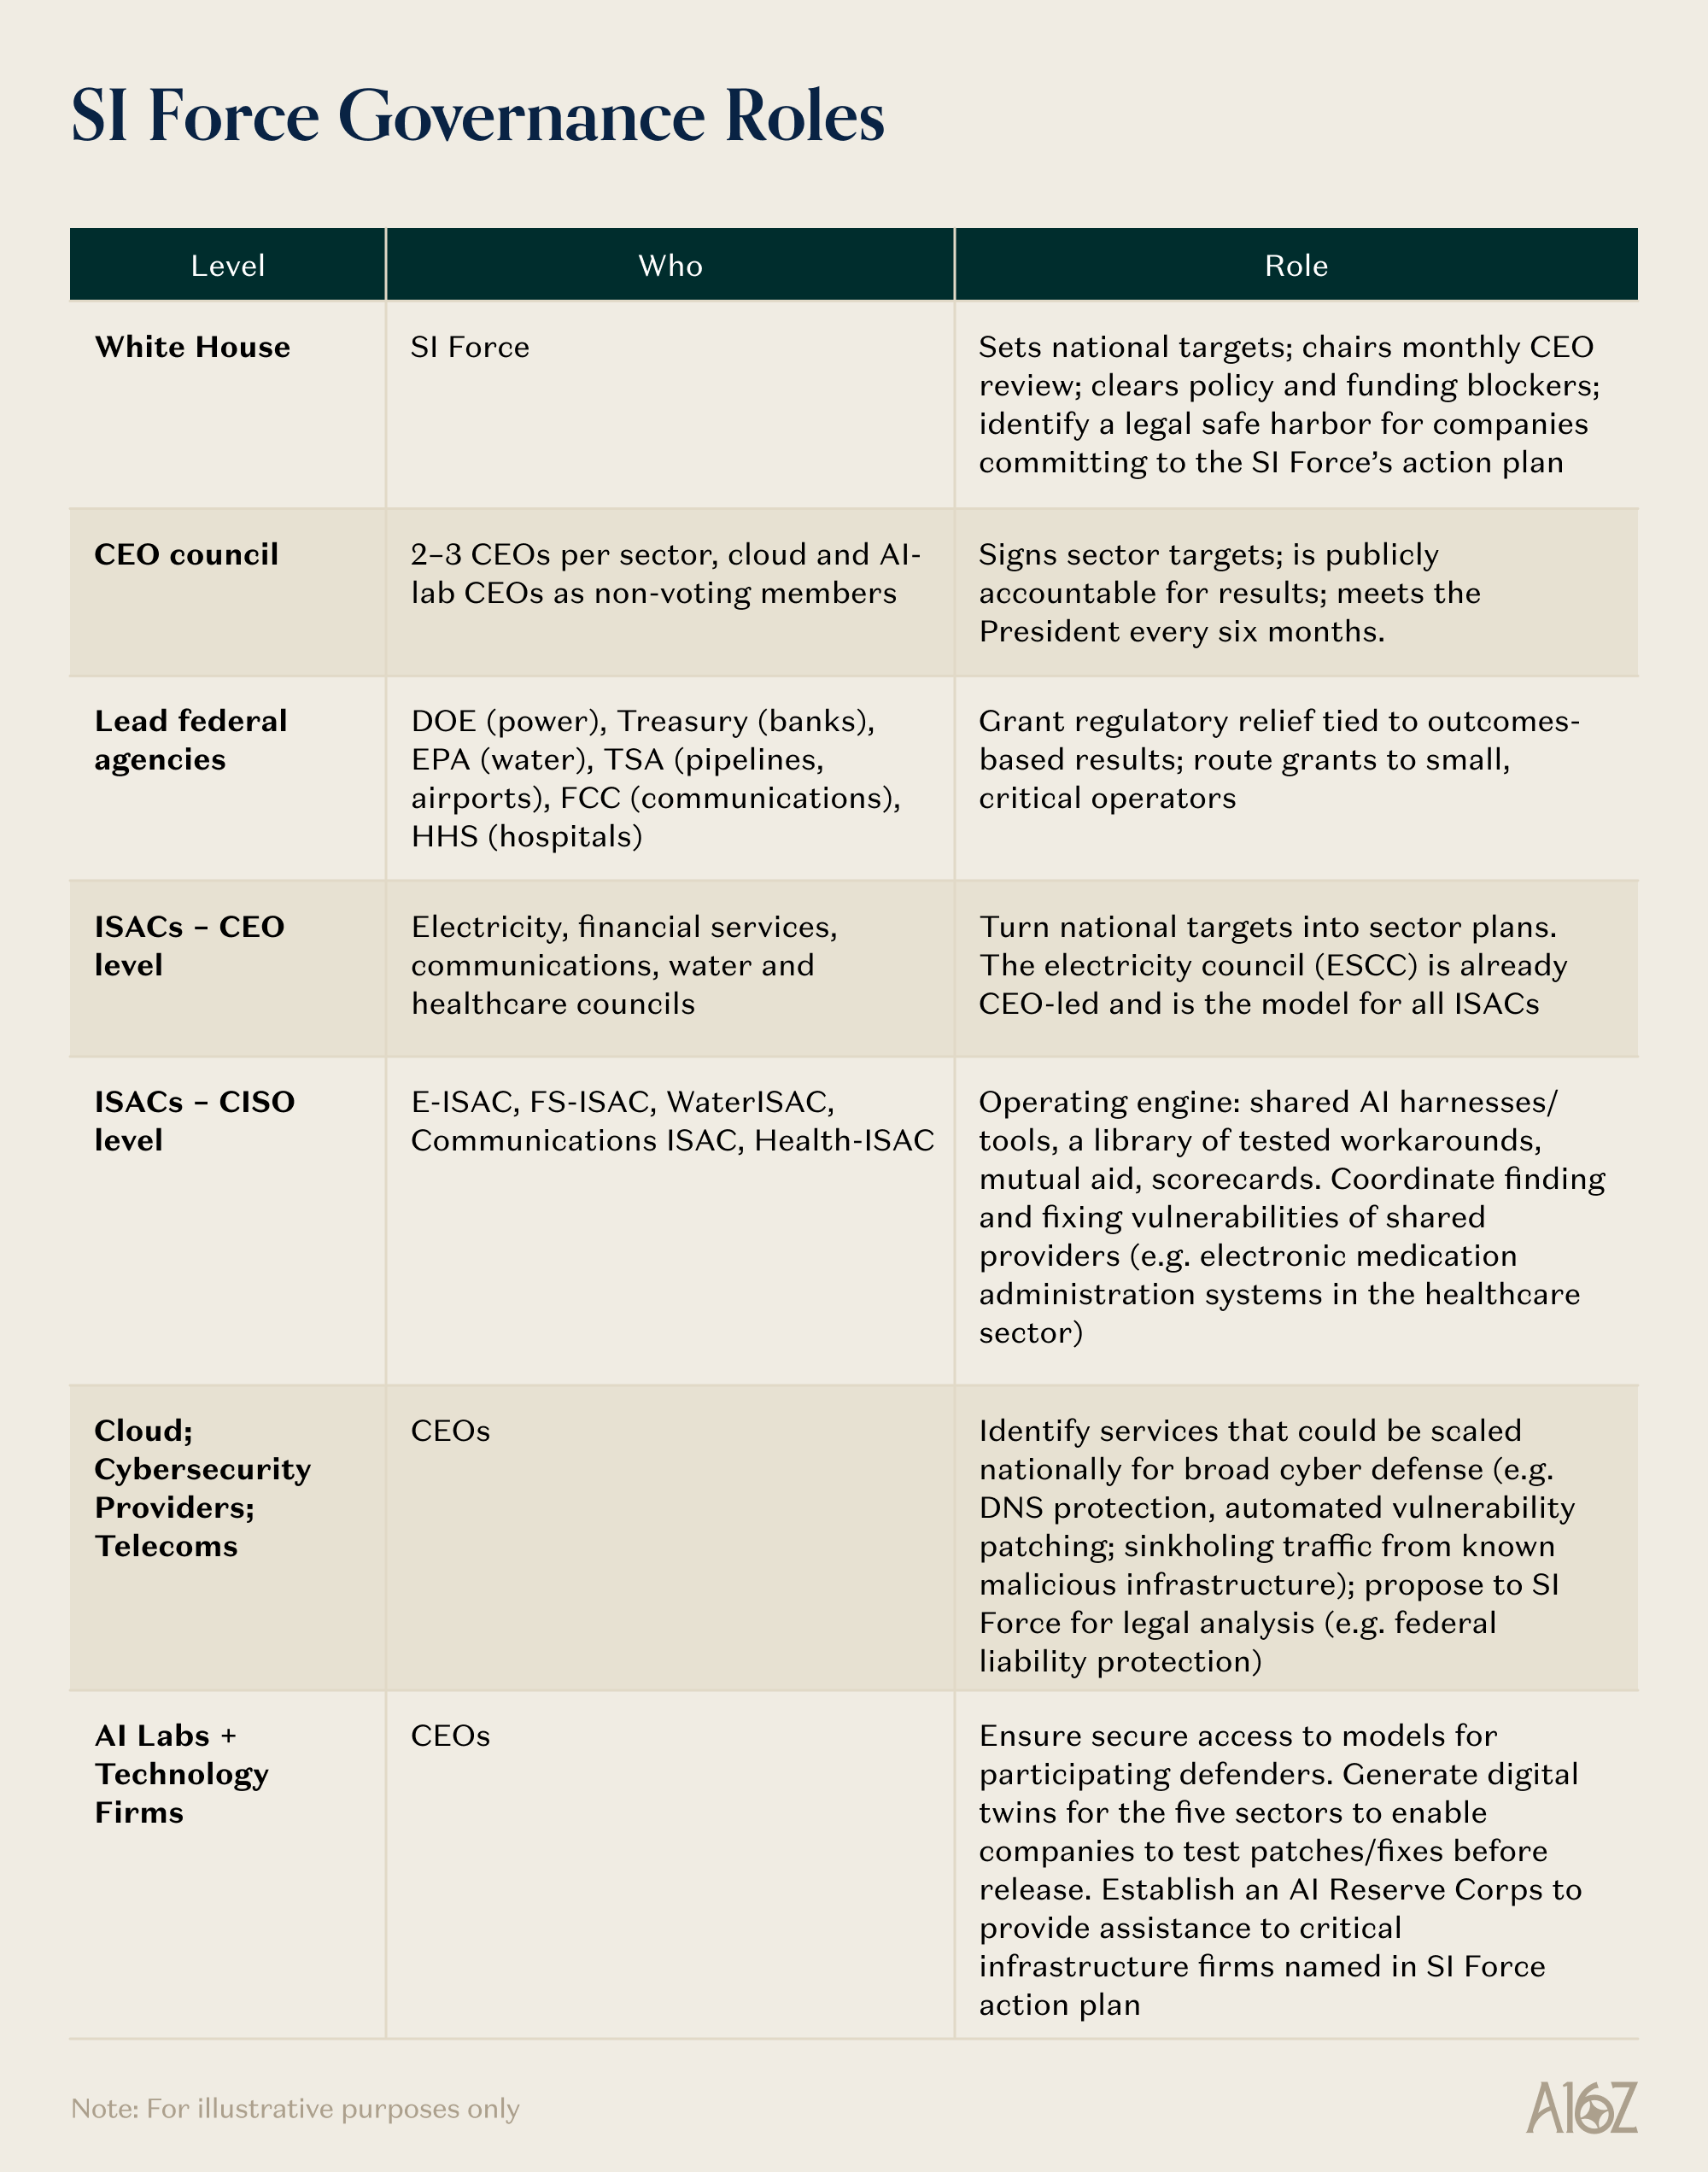 SI Force Governance Roles
Level
Who
Role
White House
SI Force
Sets national targets; chairs monthly CEO
review; clears policy and funding blockers;
identify a legal safe harbor for companies
committing to the SI Force’s action plan
CEO council
2–3 CEOs per sector, cloud and AI-
lab CEOs as non-voting members
Signs sector targets; is publicly
accountable for results; meets the
President every six months.
Lead federal
agencies
DOE (power), Treasury (banks),
EPA (water), TSA (pipelines,
airports), FCC (communications),
HHS (hospitals)
Grant regulatory relief tied to outcomes-
based results; route grants to small,
critical operators
ISACs – CEO
level
Electricity, financial services,
communications, water and
healthcare councils
Turn national targets into sector plans.
The electricity council (ESCC) is already
CEO-led and is the model for all ISACs
ISACs – CISO
level
E-ISAC, FS-ISAC, WaterISAC,
Communications ISAC, Health-ISAC
Operating engine: shared AI harnesses/
tools, a library of tested workarounds,
mutual aid, scorecards. Coordinate finding
and fixing vulnerabilities of shared
providers (e.g. electronic medication
administration systems in the healthcare
sector)
Cloud;
Cybersecurity
Providers;
Telecoms
CEOs
Identify services that could be scaled
nationally for broad cyber defense (e.g.
DNS protection, automated vulnerability
patching; sinkholing traffic from known
malicious infrastructure); propose to SI
Force for legal analysis (e.g. federal
liability protection)
AI Labs +
Technology
Firms
CEOs
Ensure secure access to models for
participating defenders. Generate digital
twins for the five sectors to enable
companies to test patches/fixes before
release. Establish an AI Reserve Corps to
provide assistance to critical
infrastructure firms named in SI Force
action plan
Note: For illustrative purposes only
A16Z